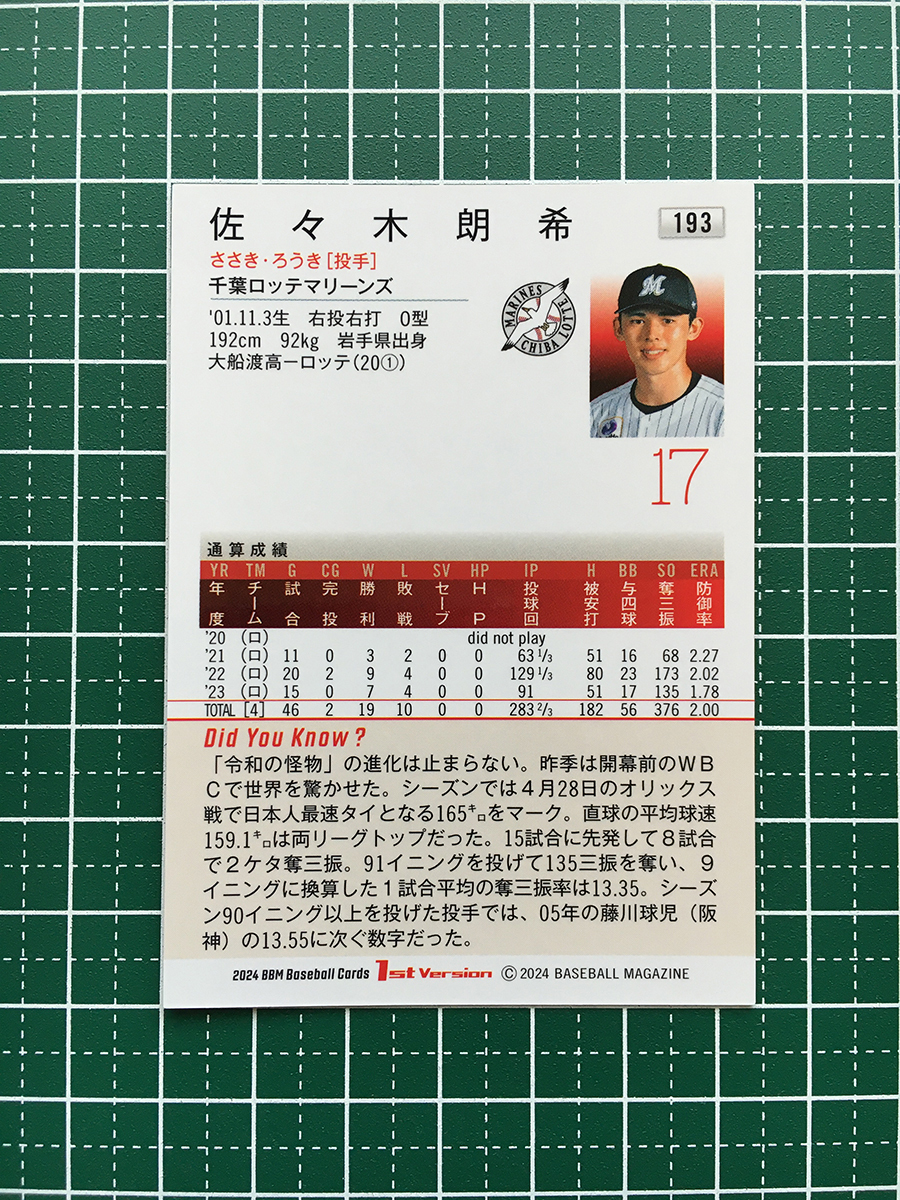 佐々木朗希 193
ささき・ろうき[投手]
千葉ロッテマリーンズ
'01.11.3生 右投右打 O型
192cm 92kg 岩手県出身
大船渡高―ロッテ(20①)
MARINES
CHIBA LOTTE
M
17
通算成績
YR TM G CG W L SV HP IP H BB SO ERA
年度 チーム 試合 完投 勝利 敗戦 セーブ HP 投球回 被安打 与四球 奪三振 防御率
'20 (ロ) did not play
'21 (ロ) 11 0 3 2 0 0 63 1/3 51 16 68 2.27
'22 (ロ) 20 2 9 4 0 0 129 1/3 80 23 173 2.02
'23 (ロ) 15 0 7 4 0 0 91 51 17 135 1.78
TOTAL [4] 46 2 19 10 0 0 283 2/3 182 56 376 2.00
Did You Know?
「令和の怪物」の進化は止まらない。昨季は開幕前のWB
Cで世界を驚かせた。シーズンでは4月28日のオリックス
戦で日本人最速タイとなる165㌔をマーク。直球の平均球速
159.1㌔は両リーグトップだった。15試合に先発して8試合
で2ケタ奪三振。91イニングを投げて135三振を奪い、9
イニングに換算した1試合平均の奪三振率は13.35。シーズ
ン90イニング以上を投げた投手では、05年の藤川球児(阪
神)の13.55に次ぐ数字だった。
2024 BBM Baseball Cards 1st Version © 2024 BASEBALL MAGAZINE